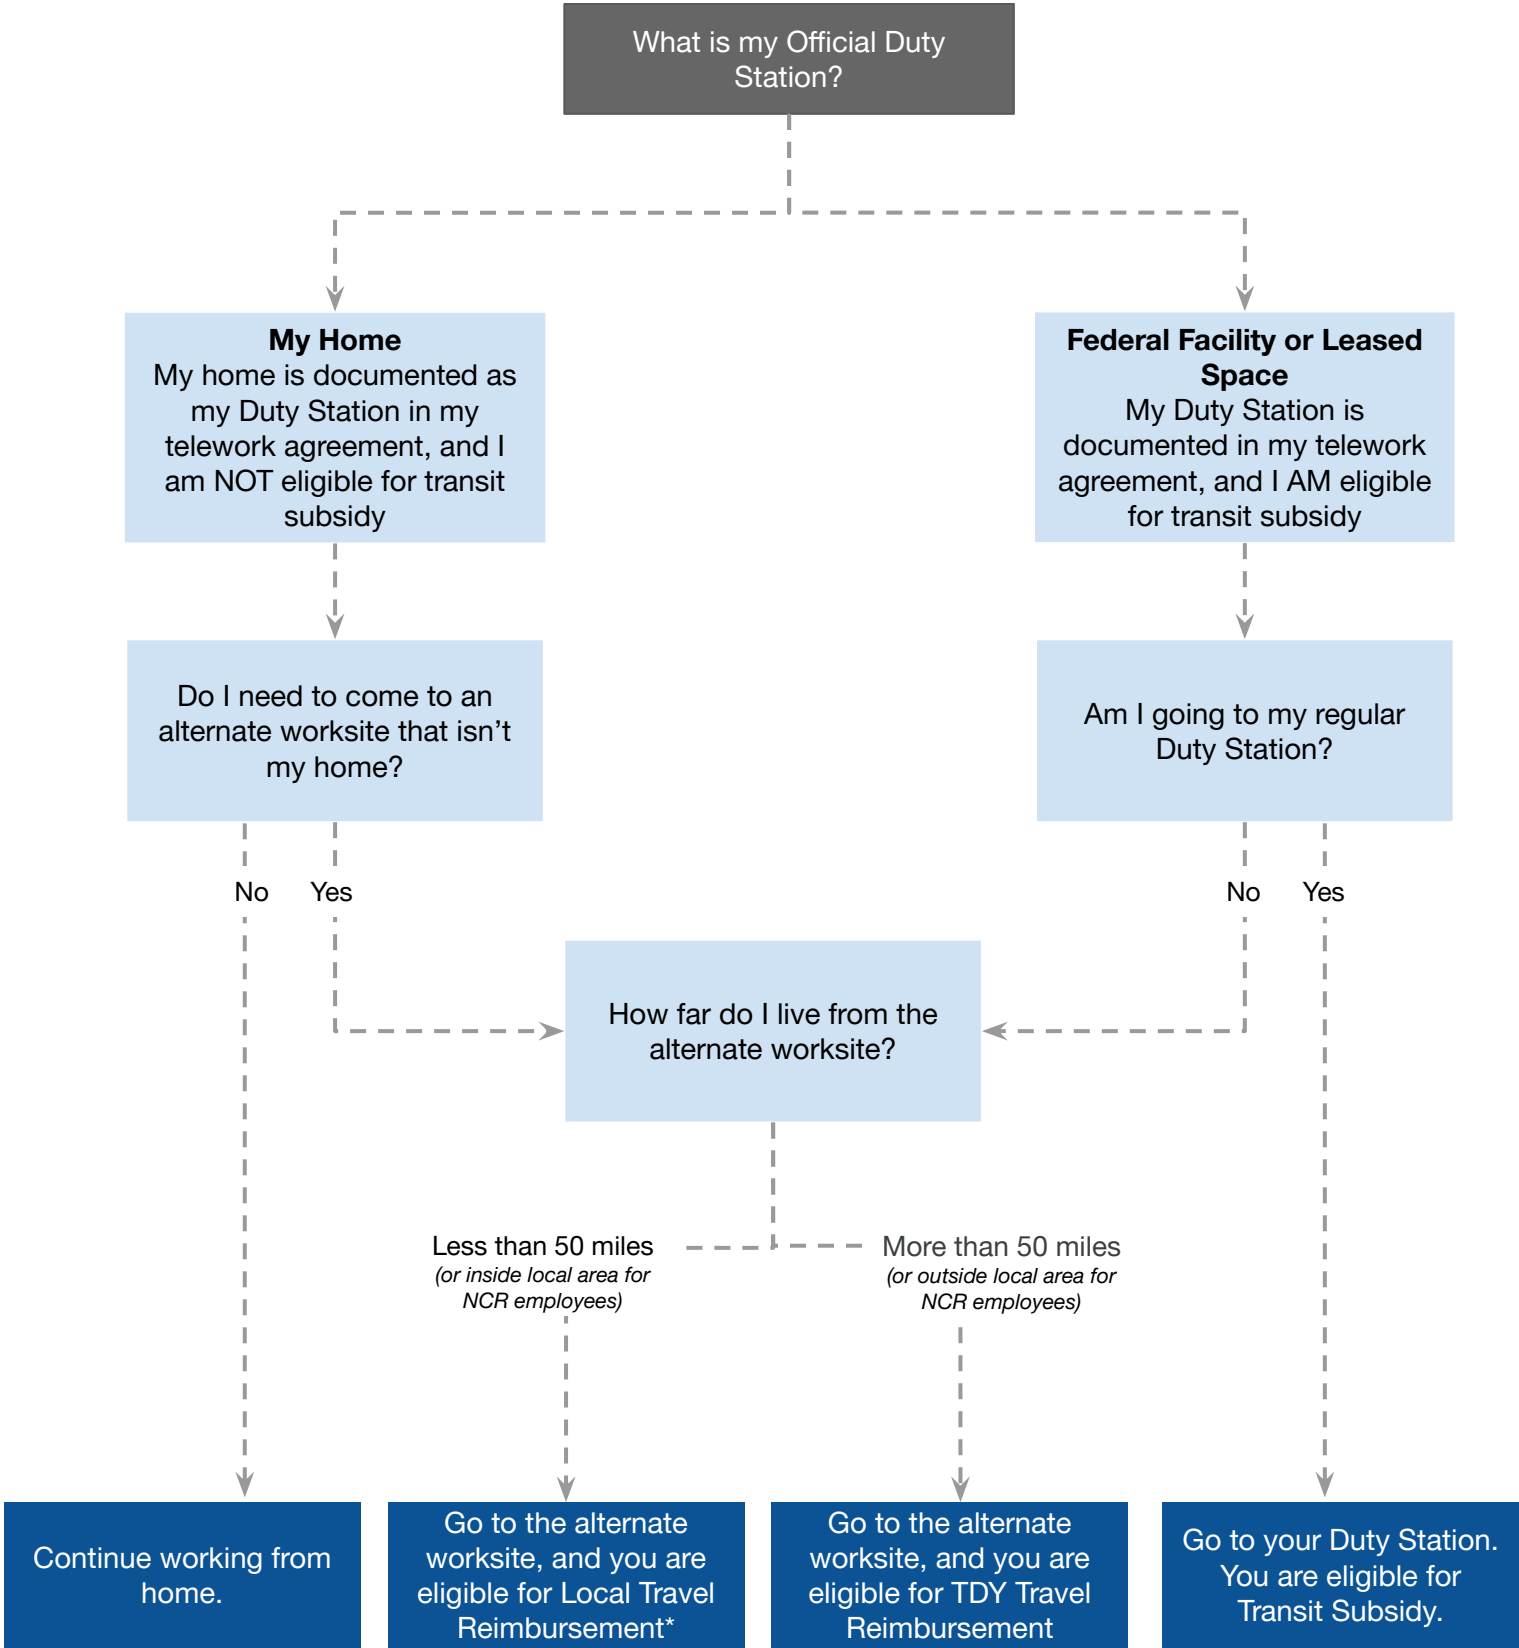 What is my Official Duty
Station?
My Home
My home is documented as
my Duty Station in my
telework agreement, and I
am NOT eligible for transit
subsidy
Federal Facility or Leased
Space
My Duty Station is
documented in my telework
agreement, and I AM eligible
for transit subsidy
Do I need to come to an
alternate worksite that isn’t
my home?
Am I going to my regular
Duty Station?
No
Yes
No
Yes
How far do I live from the
alternate worksite?
Less than 50 miles
(or inside local area for
NCR employees)
More than 50 miles
(or outside local area for
NCR employees)
Continue working from
home.
Go to the alternate
worksite, and you are
eligible for Local Travel
Reimbursement*
Go to the alternate
worksite, and you are
eligible for TDY Travel
Reimbursement
Go to your Duty Station.
You are eligible for
Transit Subsidy.